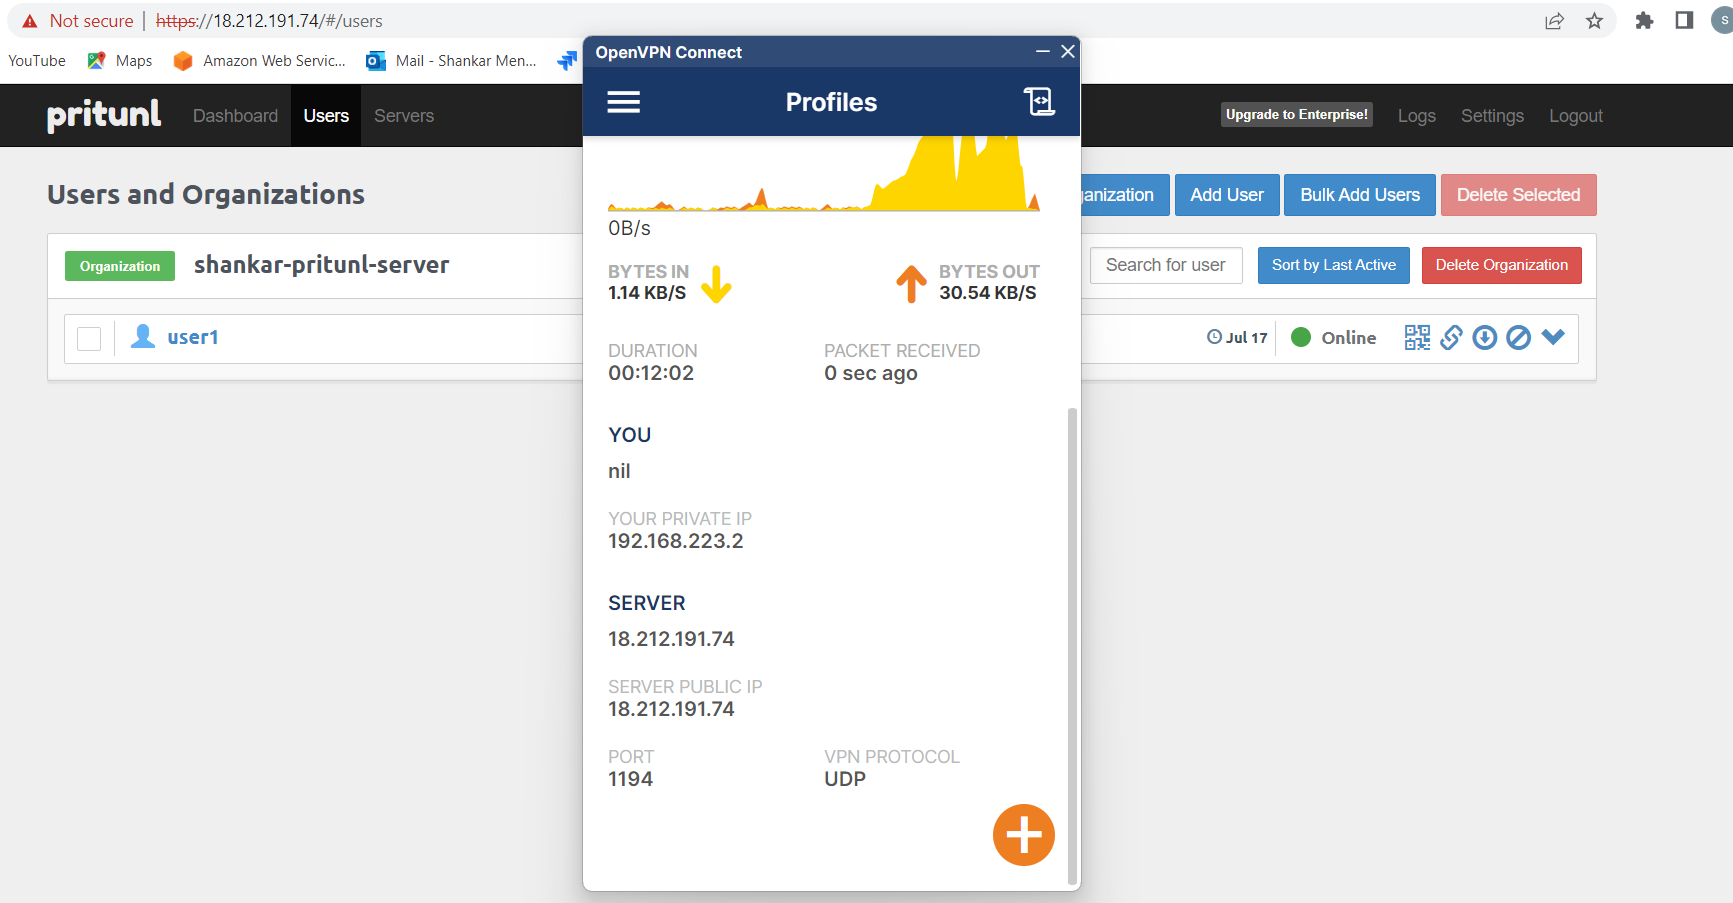 Not secure | https://18.212.191.74/#/users
S
YouTube Maps Amazon Web Servic... Mail - Shankar Men...
OpenVPN Connect
pritunl Dashboard Users Servers
Profiles
Upgrade to Enterprise! Logs Settings Logout
Users and Organizations
anization Add User Bulk Add Users Delete Selected
0B/s
Organization shankar-pritunl-server
Search for user Sort by Last Active Delete Organization
BYTES IN
1.14 KB/S
BYTES OUT
30.54 KB/S
user1
Jul 17 Online
DURATION
00:12:02
PACKET RECEIVED
0 sec ago
YOU
nil
YOUR PRIVATE IP
192.168.223.2
SERVER
18.212.191.74
SERVER PUBLIC IP
18.212.191.74
PORT
1194
VPN PROTOCOL
UDP